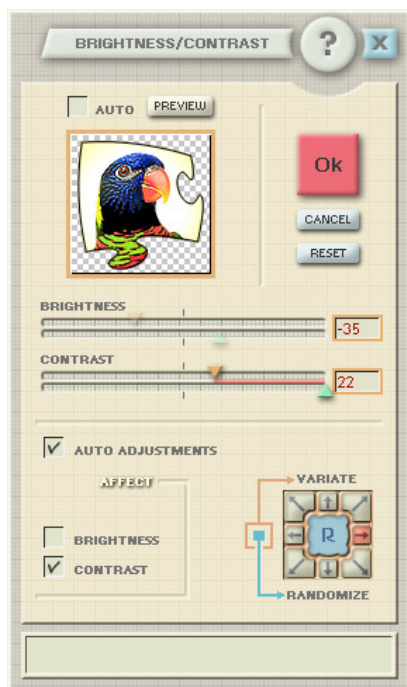 BRIGHTNESS/CONTRAST ? X
AUTO PREVIEW
Ok
CANCEL
RESET
BRIGHTNESS
-35
CONTRAST
22
AUTO ADJUSTMENTS
AFFECT
VARIATE
BRIGHTNESS
R
CONTRAST
RANDOMIZE